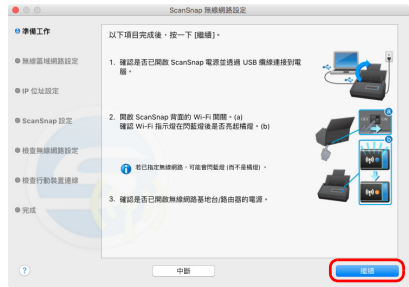 ScanSnap 無線網路設定
準備工作
無線區域網路設定
IP 位址設定
ScanSnap 設定
檢查無線網路設定
檢查行動裝置連線
完成
以下項目完成後，按一下 [繼續]。
1. 確認是否已開啟 ScanSnap 電源並透過 USB 纜線連接到電
腦。
2. 開啟 ScanSnap 背面的 Wi-Fi 開關。(a)
確認 Wi-Fi 指示燈在閃藍燈後是否亮起橘燈。(b)
若已指定無線網路，可能會閃藍燈 (而不是橘燈)。
3. 確認是否已開啟無線網路基地台/路由器的電源。
a
b
?
中斷
繼續